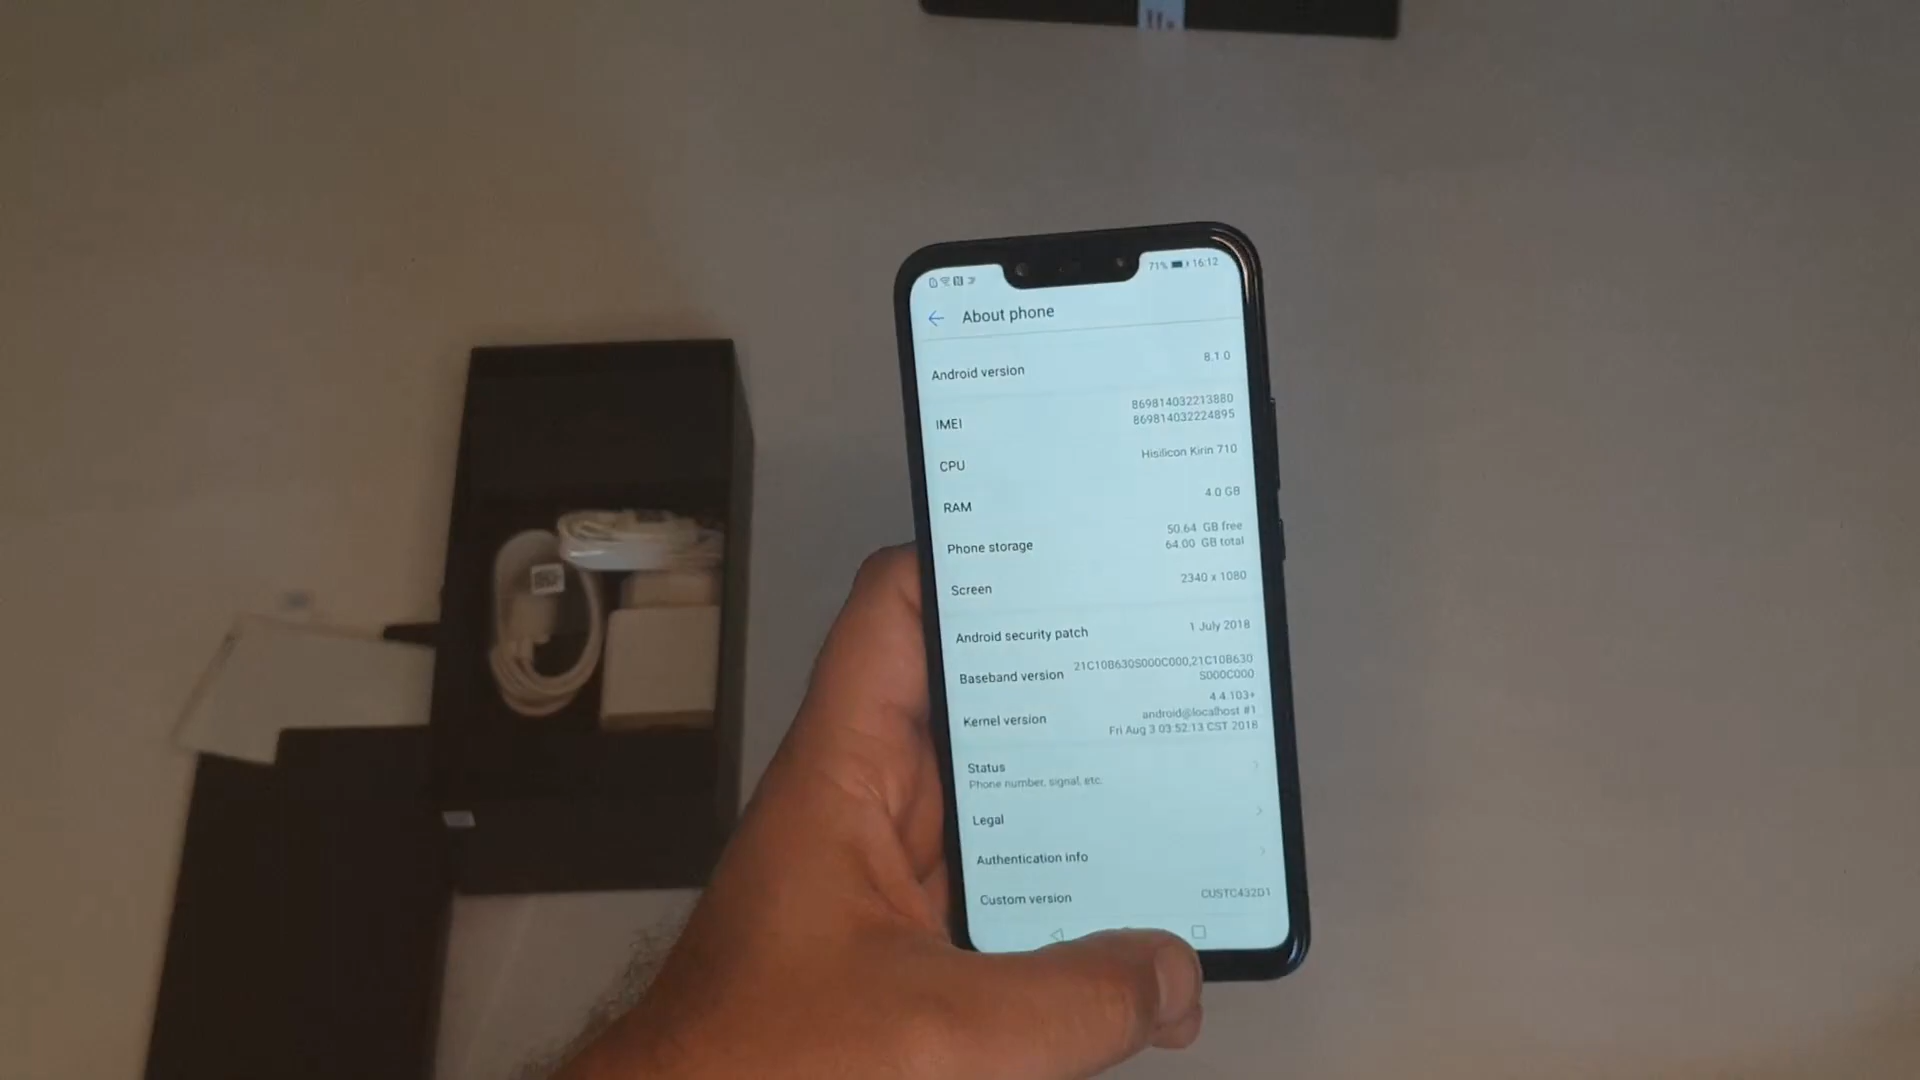 71% 16:12
About phone
Android version 8.1.0
IMEI 869814032213880
869814032224895
CPU Hisilicon Kirin 710
RAM 4.0 GB
Phone storage 50.64 GB free
64.00 GB total
Screen 2340 x 1080
Android security patch 1 July 2018
Baseband version 21C10B630S000C000,21C10B630
S000C000
Kernel version 4.4.103+
android@localhost #1
Fri Aug 3 03:52:13 CST 2018
Status
Phone number, signal, etc.
Legal
Authentication info
Custom version CUSTC432D1